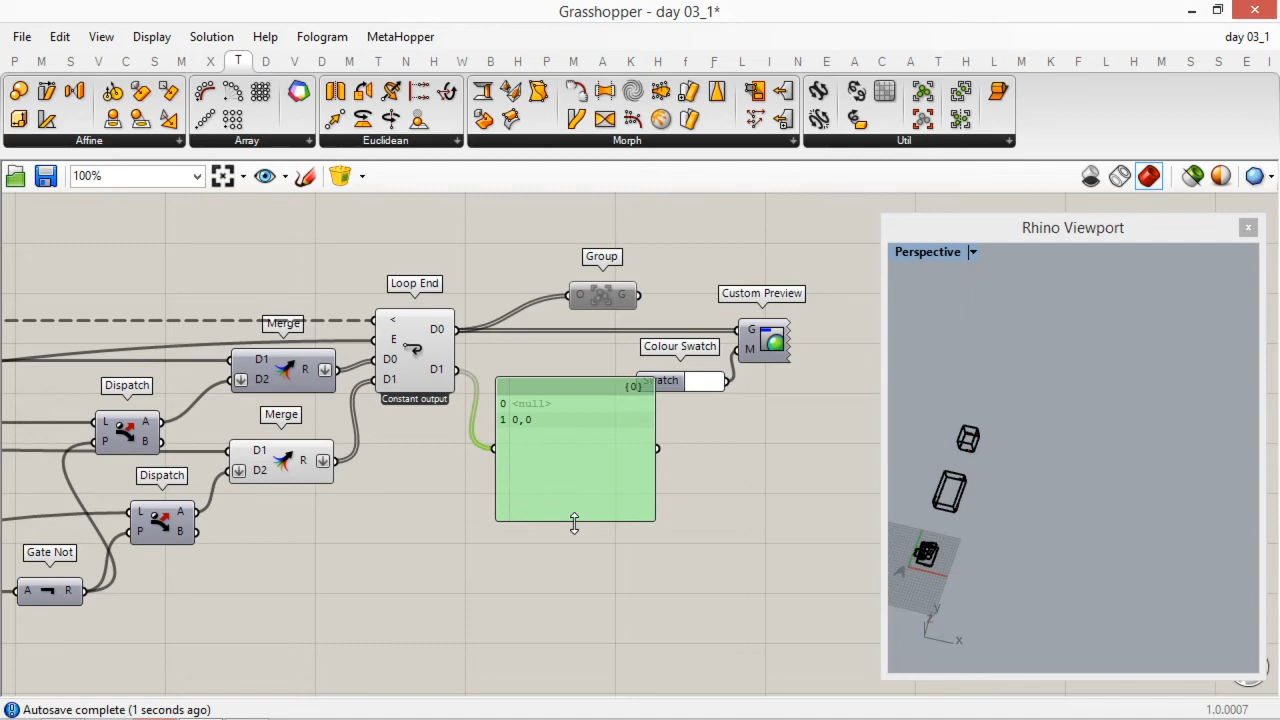 Grasshopper - day 03_1*
File Edit View Display Solution Help Fologram MetaHopper day 03_1
P M S V C S M X R T D V D M T N H W B H P M A K H F F L I N E A D T H L M R T D H W S E I
Affine Array Euclidean Morph Util
100%
Rhino Viewport
Perspective
Group
O G
Loop End
< E D0 D1 D0 D1
Constant output
Custom Preview
G
M
Merge
D1
D2 R
Colour Swatch
watch
Dispatch
L A
P B
Merge
D1
D2 R
{0}
0 <null>
1 0,0
Dispatch
L A
P B
Gate Not
A R
z y
x
Autosave complete (1 seconds ago) 1.0.0007